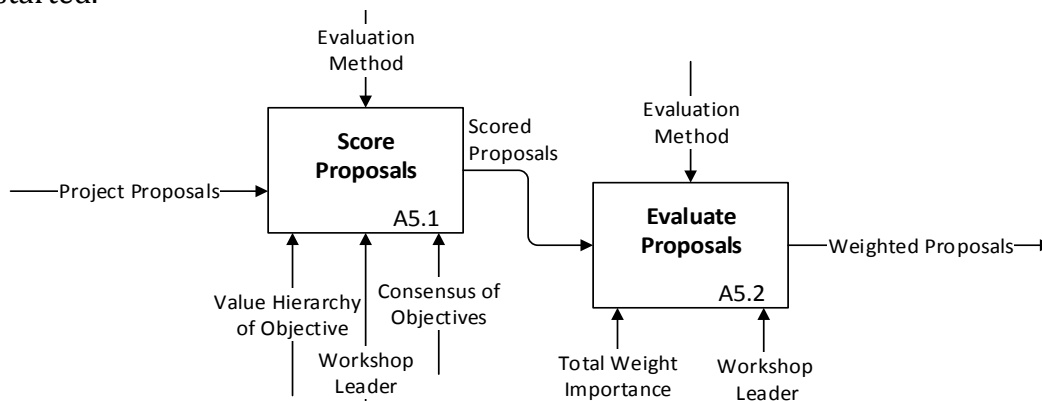 started.
Evaluation
Method
Score
Proposals
A5.1
Project Proposals
Scored
Proposals
Value Hierarchy
of Objective
Workshop
Leader
Consensus of
Objectives
Evaluation
Method
Evaluate
Proposals
A5.2
Weighted Proposals
Total Weight
Importance
Workshop
Leader